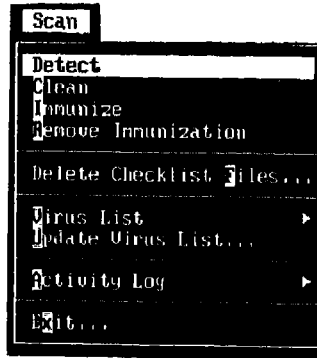 Scan
Detect
Clean
Immunize
Remove Immunization
Delete Checklist Files...
Virus List
Update Virus List...
Activity Log
Exit...